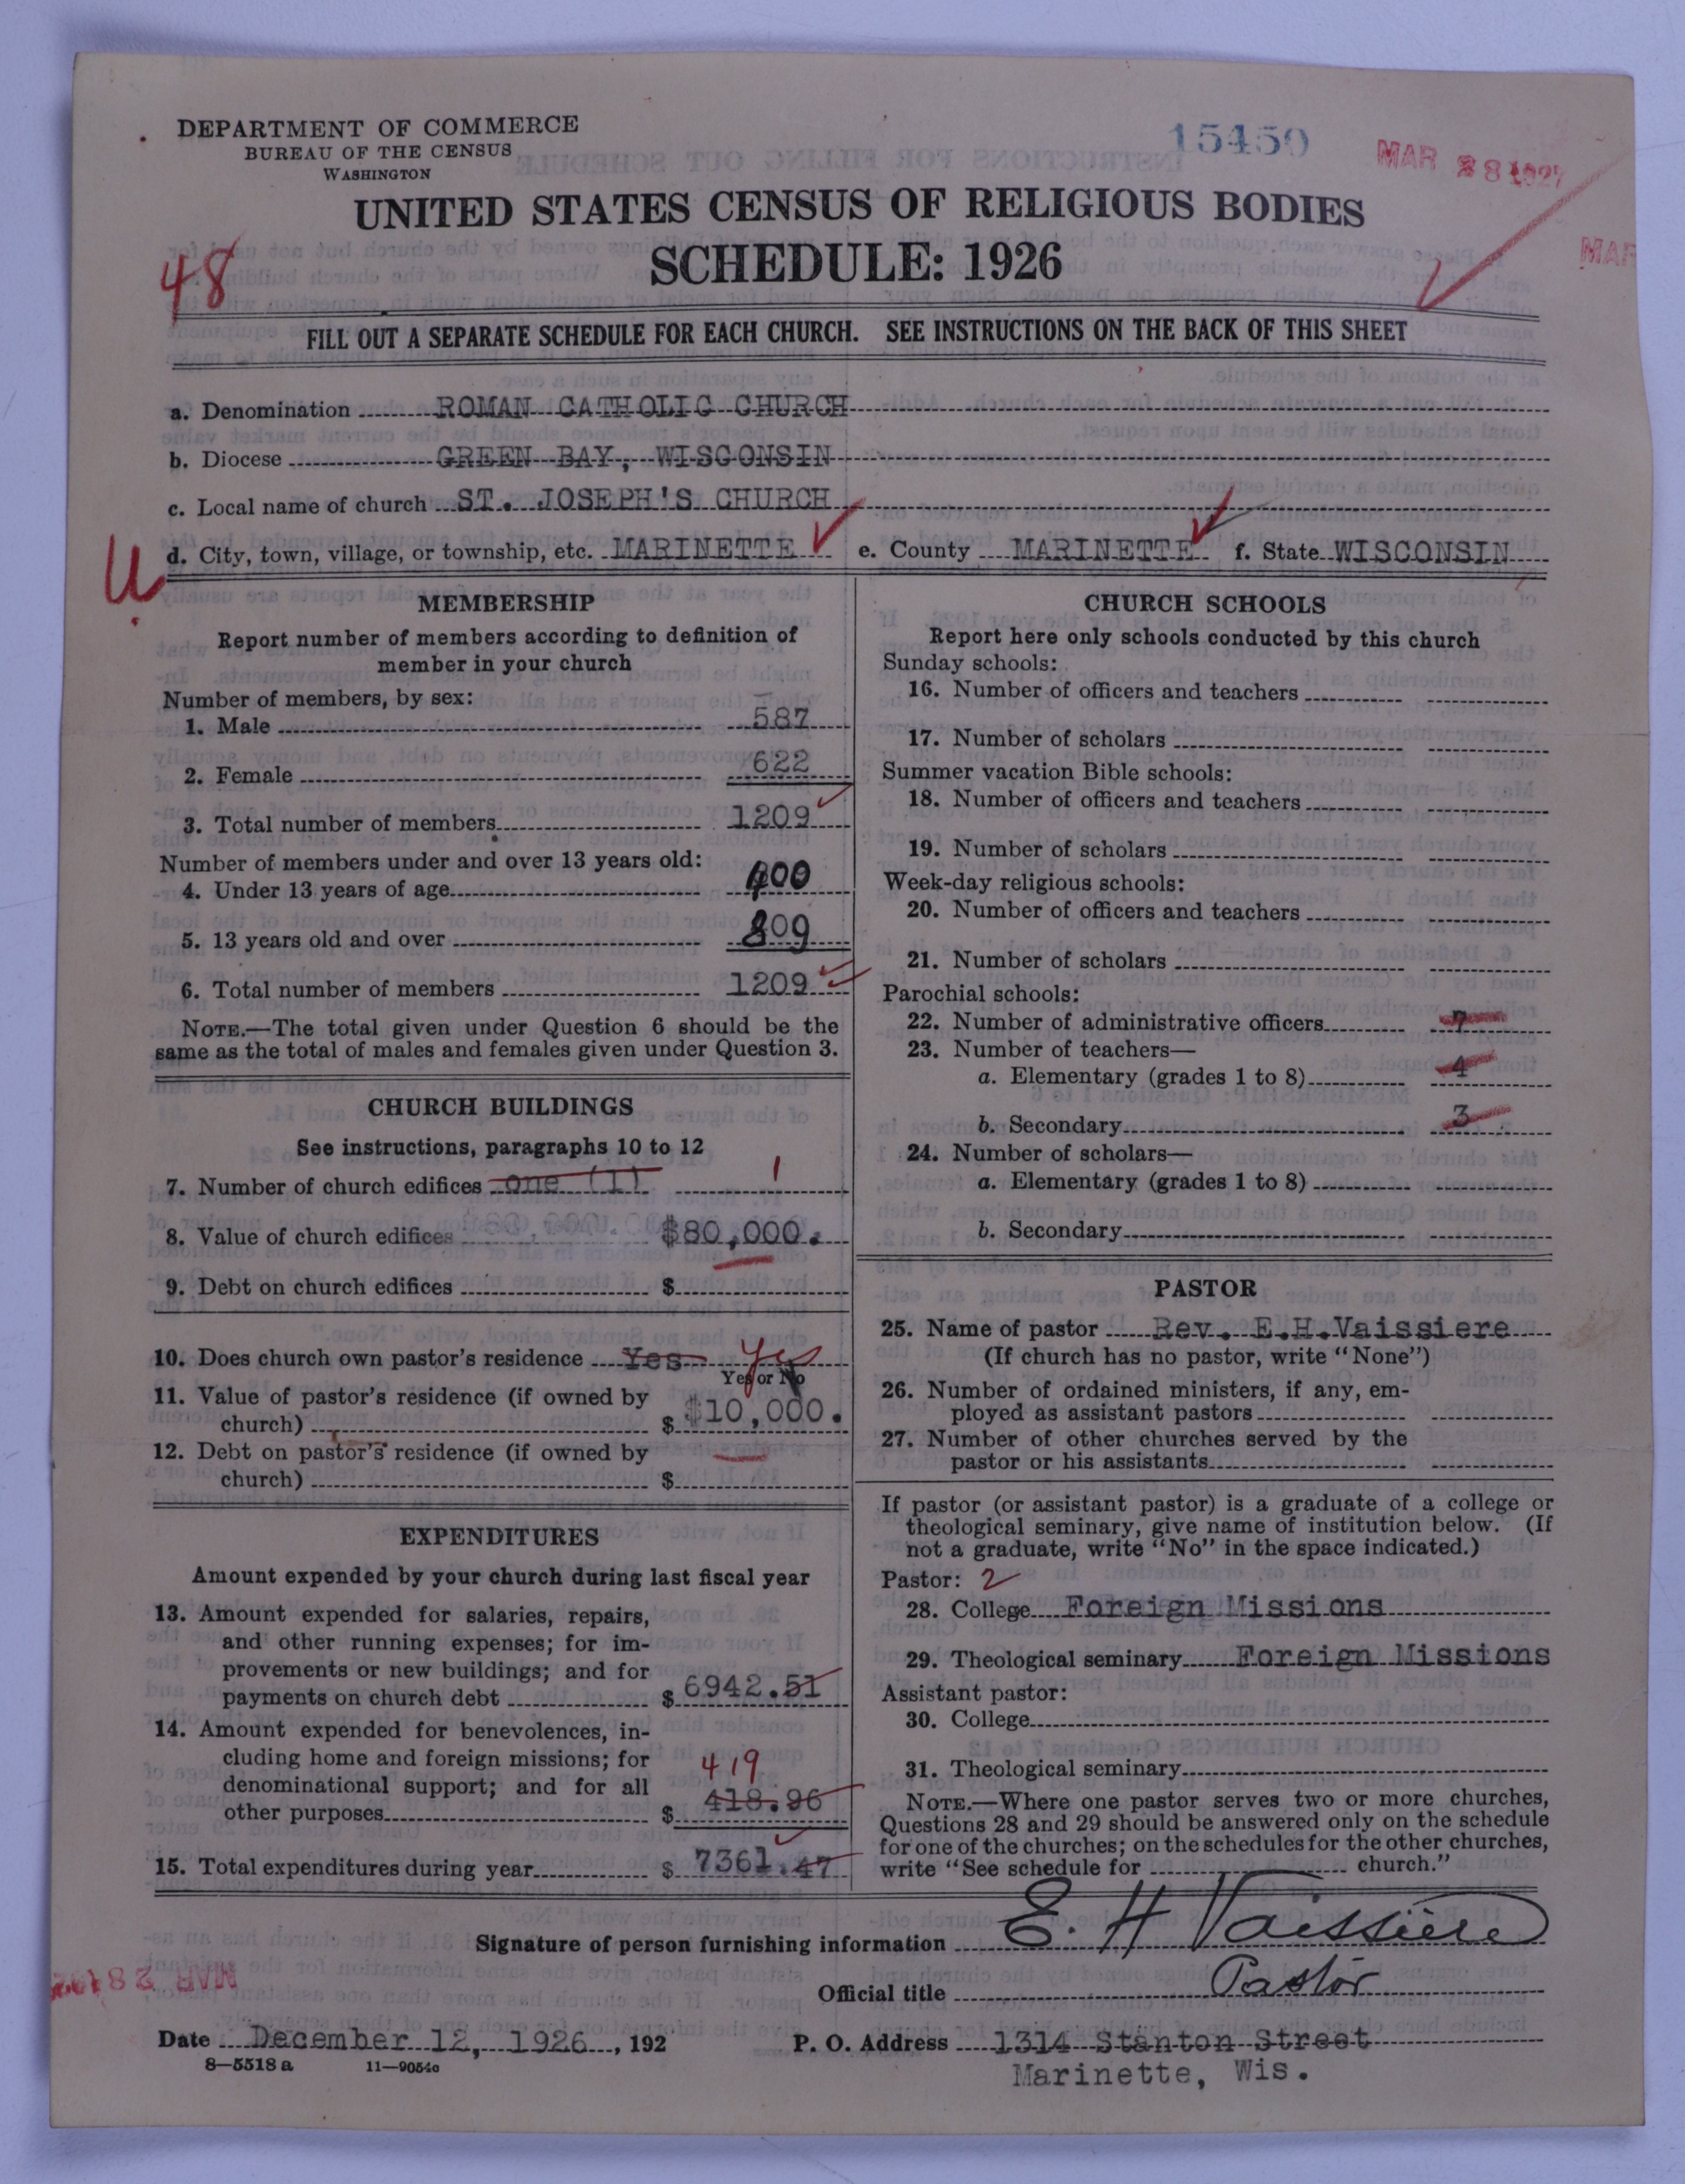 DEPARTMENT OF COMMERCE
BUREAU OF THE CENSUS
WASHINGTON
15450
MAR 28 1927
MAR
UNITED STATES CENSUS OF RELIGIOUS BODIES
SCHEDULE: 1926
48
FILL OUT A SEPARATE SCHEDULE FOR EACH CHURCH. SEE INSTRUCTIONS ON THE BACK OF THIS SHEET
a. Denomination ROMAN CATHOLIC CHURCH
b. Diocese GREEN BAY, WISCONSIN
c. Local name of church ST. JOSEPH'S CHURCH
U.
d. City, town, village, or township, etc. MARINETTE e. County MARINETTE f. State WISCONSIN
MEMBERSHIP
Report number of members according to definition of
member in your church
Number of members, by sex:
1. Male 587
2. Female 622
3. Total number of members 1209
Number of members under and over 13 years old:
4. Under 13 years of age 400
5. 13 years old and over 809
6. Total number of members 1209
NOTE.—The total given under Question 6 should be the
same as the total of males and females given under Question 3.
CHURCH BUILDINGS
See instructions, paragraphs 10 to 12
7. Number of church edifices one (1) 1
8. Value of church edifices $80,000.
9. Debt on church edifices $
10. Does church own pastor's residence Yes Yes
Yes or No
11. Value of pastor's residence (if owned by
church) $ $10,000.
12. Debt on pastor's residence (if owned by
church) $
EXPENDITURES
Amount expended by your church during last fiscal year
13. Amount expended for salaries, repairs,
and other running expenses; for im-
provements or new buildings; and for
payments on church debt $ 6942.51
14. Amount expended for benevolences, in-
cluding home and foreign missions; for
denominational support; and for all
419
other purposes $ 418.96
15. Total expenditures during year $ 7361.47
CHURCH SCHOOLS
Report here only schools conducted by this church
Sunday schools:
16. Number of officers and teachers
17. Number of scholars
Summer vacation Bible schools:
18. Number of officers and teachers
19. Number of scholars
Week-day religious schools:
20. Number of officers and teachers
21. Number of scholars
Parochial schools:
22. Number of administrative officers 7
23. Number of teachers—
a. Elementary (grades 1 to 8) 4
b. Secondary 3
24. Number of scholars—
a. Elementary (grades 1 to 8)
b. Secondary
PASTOR
25. Name of pastor Rev. E.H.Vaissiere
(If church has no pastor, write "None")
26. Number of ordained ministers, if any, em-
ployed as assistant pastors
27. Number of other churches served by the
pastor or his assistants
If pastor (or assistant pastor) is a graduate of a college or
theological seminary, give name of institution below. (If
not a graduate, write "No" in the space indicated.)
Pastor: 2
28. College Foreign Missions
29. Theological seminary Foreign Missions
Assistant pastor:
30. College
31. Theological seminary
NOTE.—Where one pastor serves two or more churches,
Questions 28 and 29 should be answered only on the schedule
for one of the churches; on the schedules for the other churches,
write "See schedule for church."
Signature of person furnishing information E. H Vaissiere
MAR 28 192
Official title Pastor
Date December 12, 1926, 192 P. O. Address 1314 Stanton Street
8—5518 a 11—9054c Marinette, Wis.